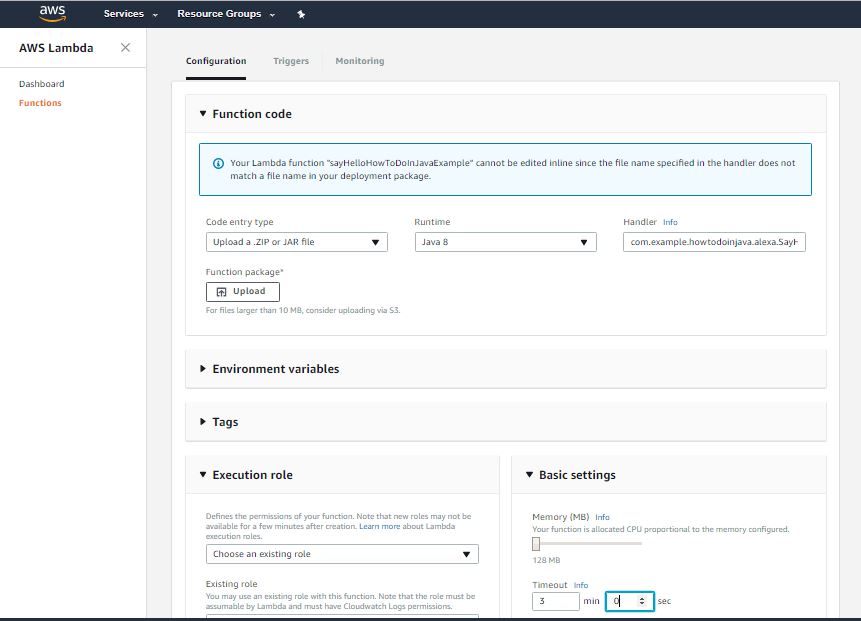 aws
Services
Resource Groups
AWS Lambda
Dashboard
Functions
Configuration
Triggers
Monitoring
Function code
Your Lambda function "sayHelloHowToDoInJavaExample" cannot be edited inline since the file name specified in the handler does not
match a file name in your deployment package.
Code entry type
Runtime
Handler Info
Upload a .ZIP or JAR file
Java 8
com.example.howtodoinjava.alexa.SayH
Function package*
Upload
For files larger than 10 MB, consider uploading via S3.
Environment variables
Tags
Execution role
Defines the permissions of your function. Note that new roles may not be
available for a few minutes after creation. Learn more about Lambda
execution roles.
Choose an existing role
Existing role
You may use an existing role with this function. Note that the role must be
assumable by Lambda and must have Cloudwatch Logs permissions.
Basic settings
Memory (MB) Info
Your function is allocated CPU proportional to the memory configured.
128 MB
Timeout Info
3 min 0 sec